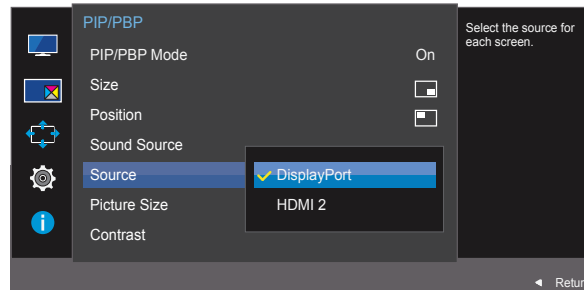 PIP/PBP
PIP/PBP Mode On
Size
Position
Sound Source
Source
Picture Size
Contrast
DisplayPort
HDMI 2
Select the source for
each screen.